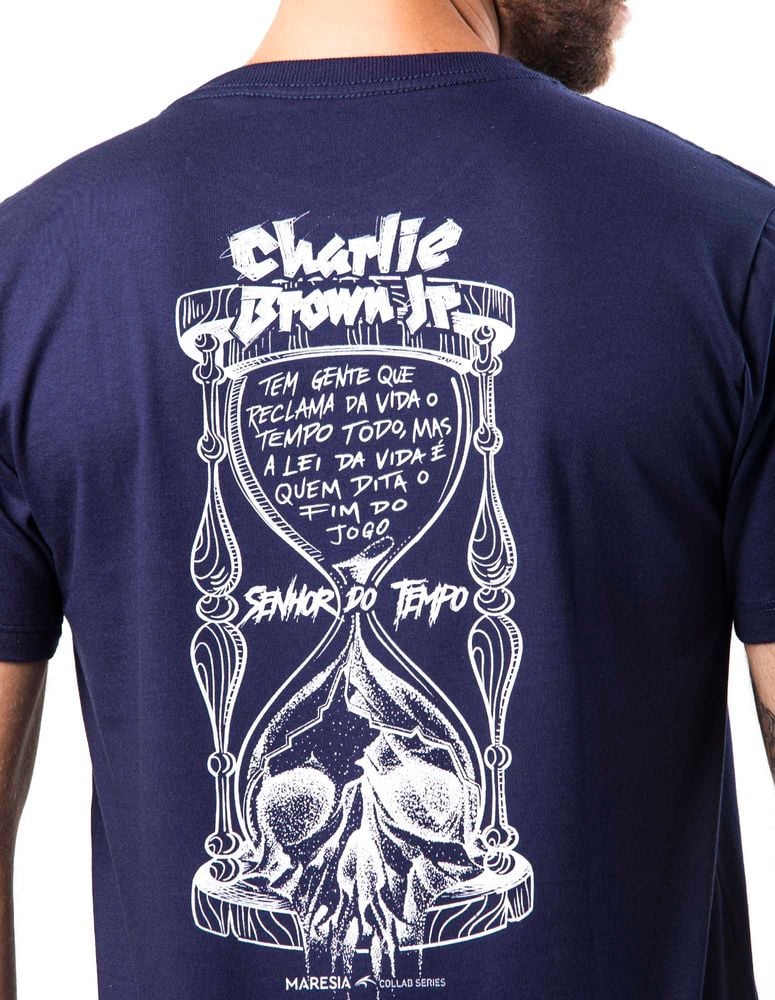 Charlie
Brown Jr
TEM GENTE QUE
RECLAMA DA VIDA O
TEMPO TODO, MAS
A LEI DA VIDA É
QUEM DITA O
FIM DO
JOGO
SENHOR DO TEMPO
MARESIA COLLAB SERIES